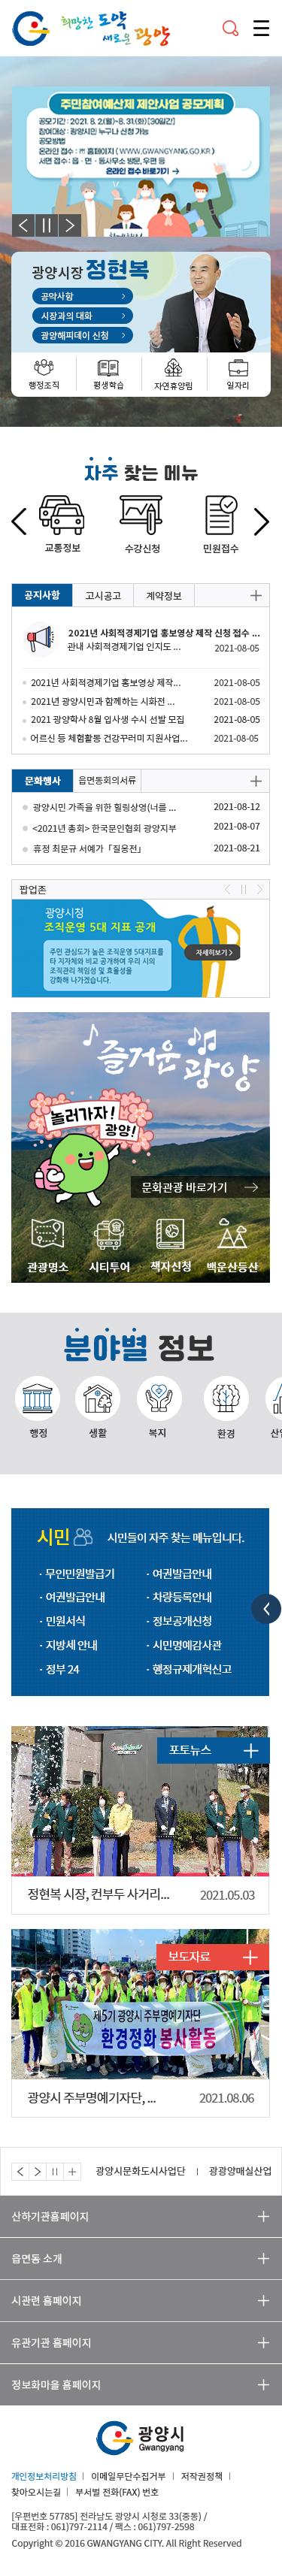 희망찬 도약
새로운 광양
주민참여예산제 제안사업 공모계획
공모기간: 2021. 8. 2.(월)~8. 31.(화)[30일간]
참여대상 : 광양시민 누구나 신청 가능
공모방법
온라인 접수 : 市 홈페이지 (WWW.GWANGYANG.GO.KR)
서면 접수 : 읍 · 면 · 동사무소 방문, 우편 등
온라인 접수 바로가기 →
광양시장 정현복
공약사항
시장과의 대화
광양해피데이 신청
행정조직 평생학습 자연휴양림 일자리
자주 찾는 메뉴
교통정보 수강신청 민원접수
공지사항 고시공고 계약정보
2021년 사회적경제기업 홍보영상 제작 신청 접수 ...
관내 사회적경제기업 인지도 ... 2021-08-05
2021년 사회적경제기업 홍보영상 제작... 2021-08-05
2021년 광양시민과 함께하는 시화전 ... 2021-08-05
2021 광양학사 8월 입사생 수시 선발 모집 2021-08-05
어르신 등 체험활동 건강꾸러미 지원사업... 2021-08-05
문화행사 읍면동회의서류
광양시민 가족을 위한 힐링상영(너를 ... 2021-08-12
<2021년 총회> 한국문인협회 광양지부 2021-08-07
휴정 최문규 서예가 「질웅전」 2021-08-21
팝업존
광양시청
조직운영 5대 지표 공개
주민 관심도가 높은 조직운영 5대지표를
타 지자체와 비교 공개하여 우리 시의
조직관리 책임성 및 효율성을
강화해 나가겠습니다.
자세히보기 >
즐거운 광양
놀러가자!
광양!
문화관광 바로가기
관광명소 시티투어 책자신청 백운산등산
분야별 정보
행정 생활 복지 환경 산업
시민 시민들이 자주 찾는 메뉴입니다.
· 무인민원발급기 · 여권발급안내
· 여권발급안내 · 차량등록안내
· 민원서식 · 정보공개신청
· 지방세 안내 · 시민명예감사관
· 정부 24 · 행정규제개혁신고
포토뉴스
정현복 시장, 컨부두 사거리... 2021.05.03
보도자료
제5기 광양시 주부명예기자단
환경정화 봉사활동
광양시 주부명예기자단, ... 2021.08.06
광양시문화도시사업단 광광양매실산업
산하기관홈페이지
읍면동 소개
시관련 홈페이지
유관기관 홈페이지
정보화마을 홈페이지
광양시
Gwangyang
개인정보처리방침 | 이메일무단수집거부 | 저작권정책 |
찾아오시는길 | 부서별 전화(FAX) 번호
[우편번호 57785] 전라남도 광양시 시청로 33(중동) /
대표전화 : 061)797-2114 / 팩스 : 061)797-2598
Copyright © 2016 GWANGYANG CITY. All Right Reserved